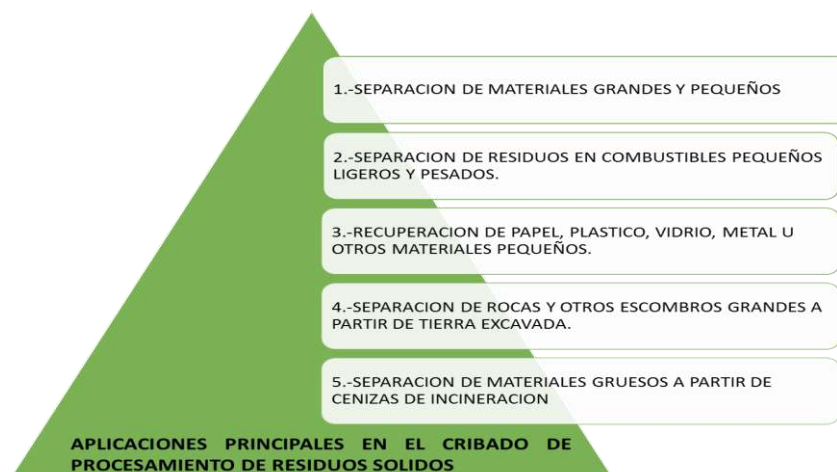 1.-SEPARACION DE MATERIALES GRANDES Y PEQUEÑOS
2.-SEPARACION DE RESIDUOS EN COMBUSTIBLES PEQUEÑOS
LIGEROS Y PESADOS.
3.-RECUPERACION DE PAPEL, PLASTICO, VIDRIO, METAL U
OTROS MATERIALES PEQUEÑOS.
4.-SEPARACION DE ROCAS Y OTROS ESCOMBROS GRANDES A
PARTIR DE TIERRA EXCAVADA.
5.-SEPARACION DE MATERIALES GRUESOS A PARTIR DE
CENIZAS DE INCINERACION
APLICACIONES PRINCIPALES EN EL CRIBADO DE
PROCESAMIENTO DE RESIDUOS SOLIDOS